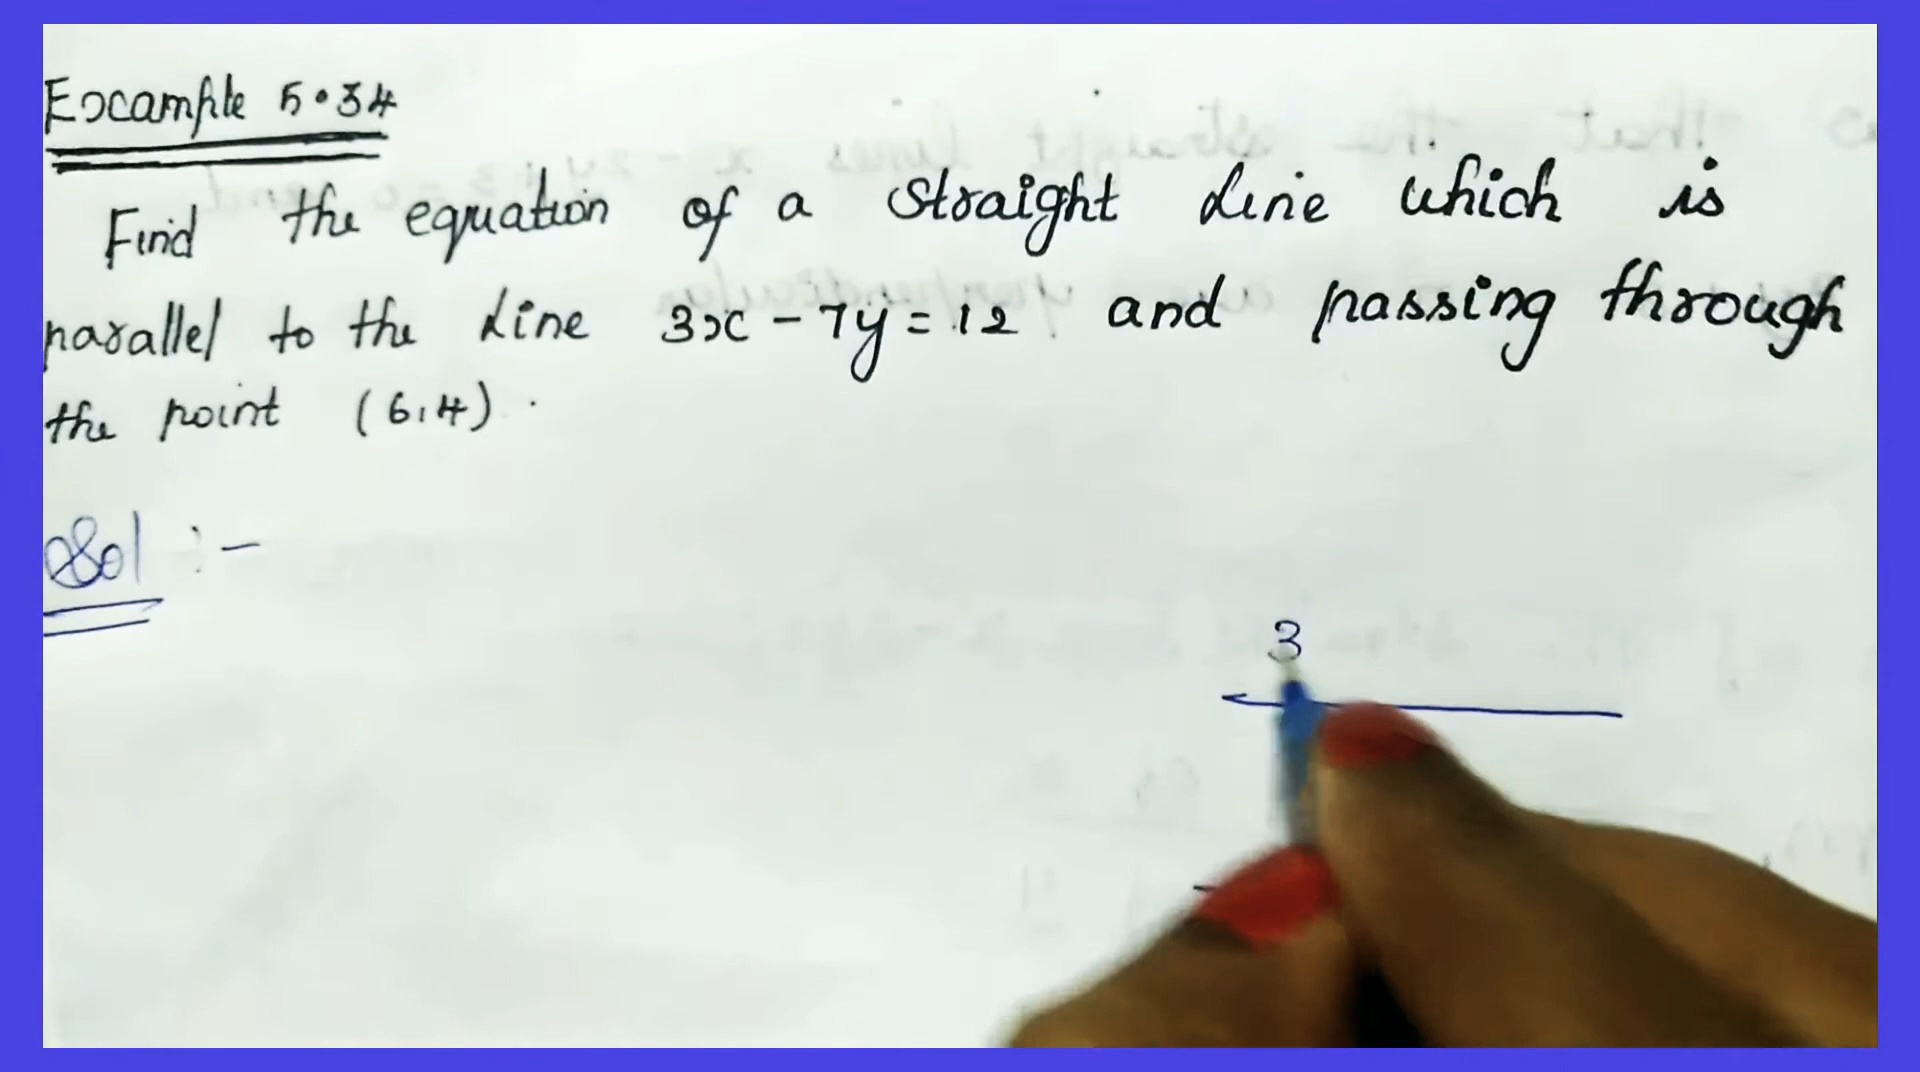 Example 5.34
Find the equation of a straight line which is
parallel to the line 3x - 7y = 12 and passing through
the point (6,4).
Sol :-
3